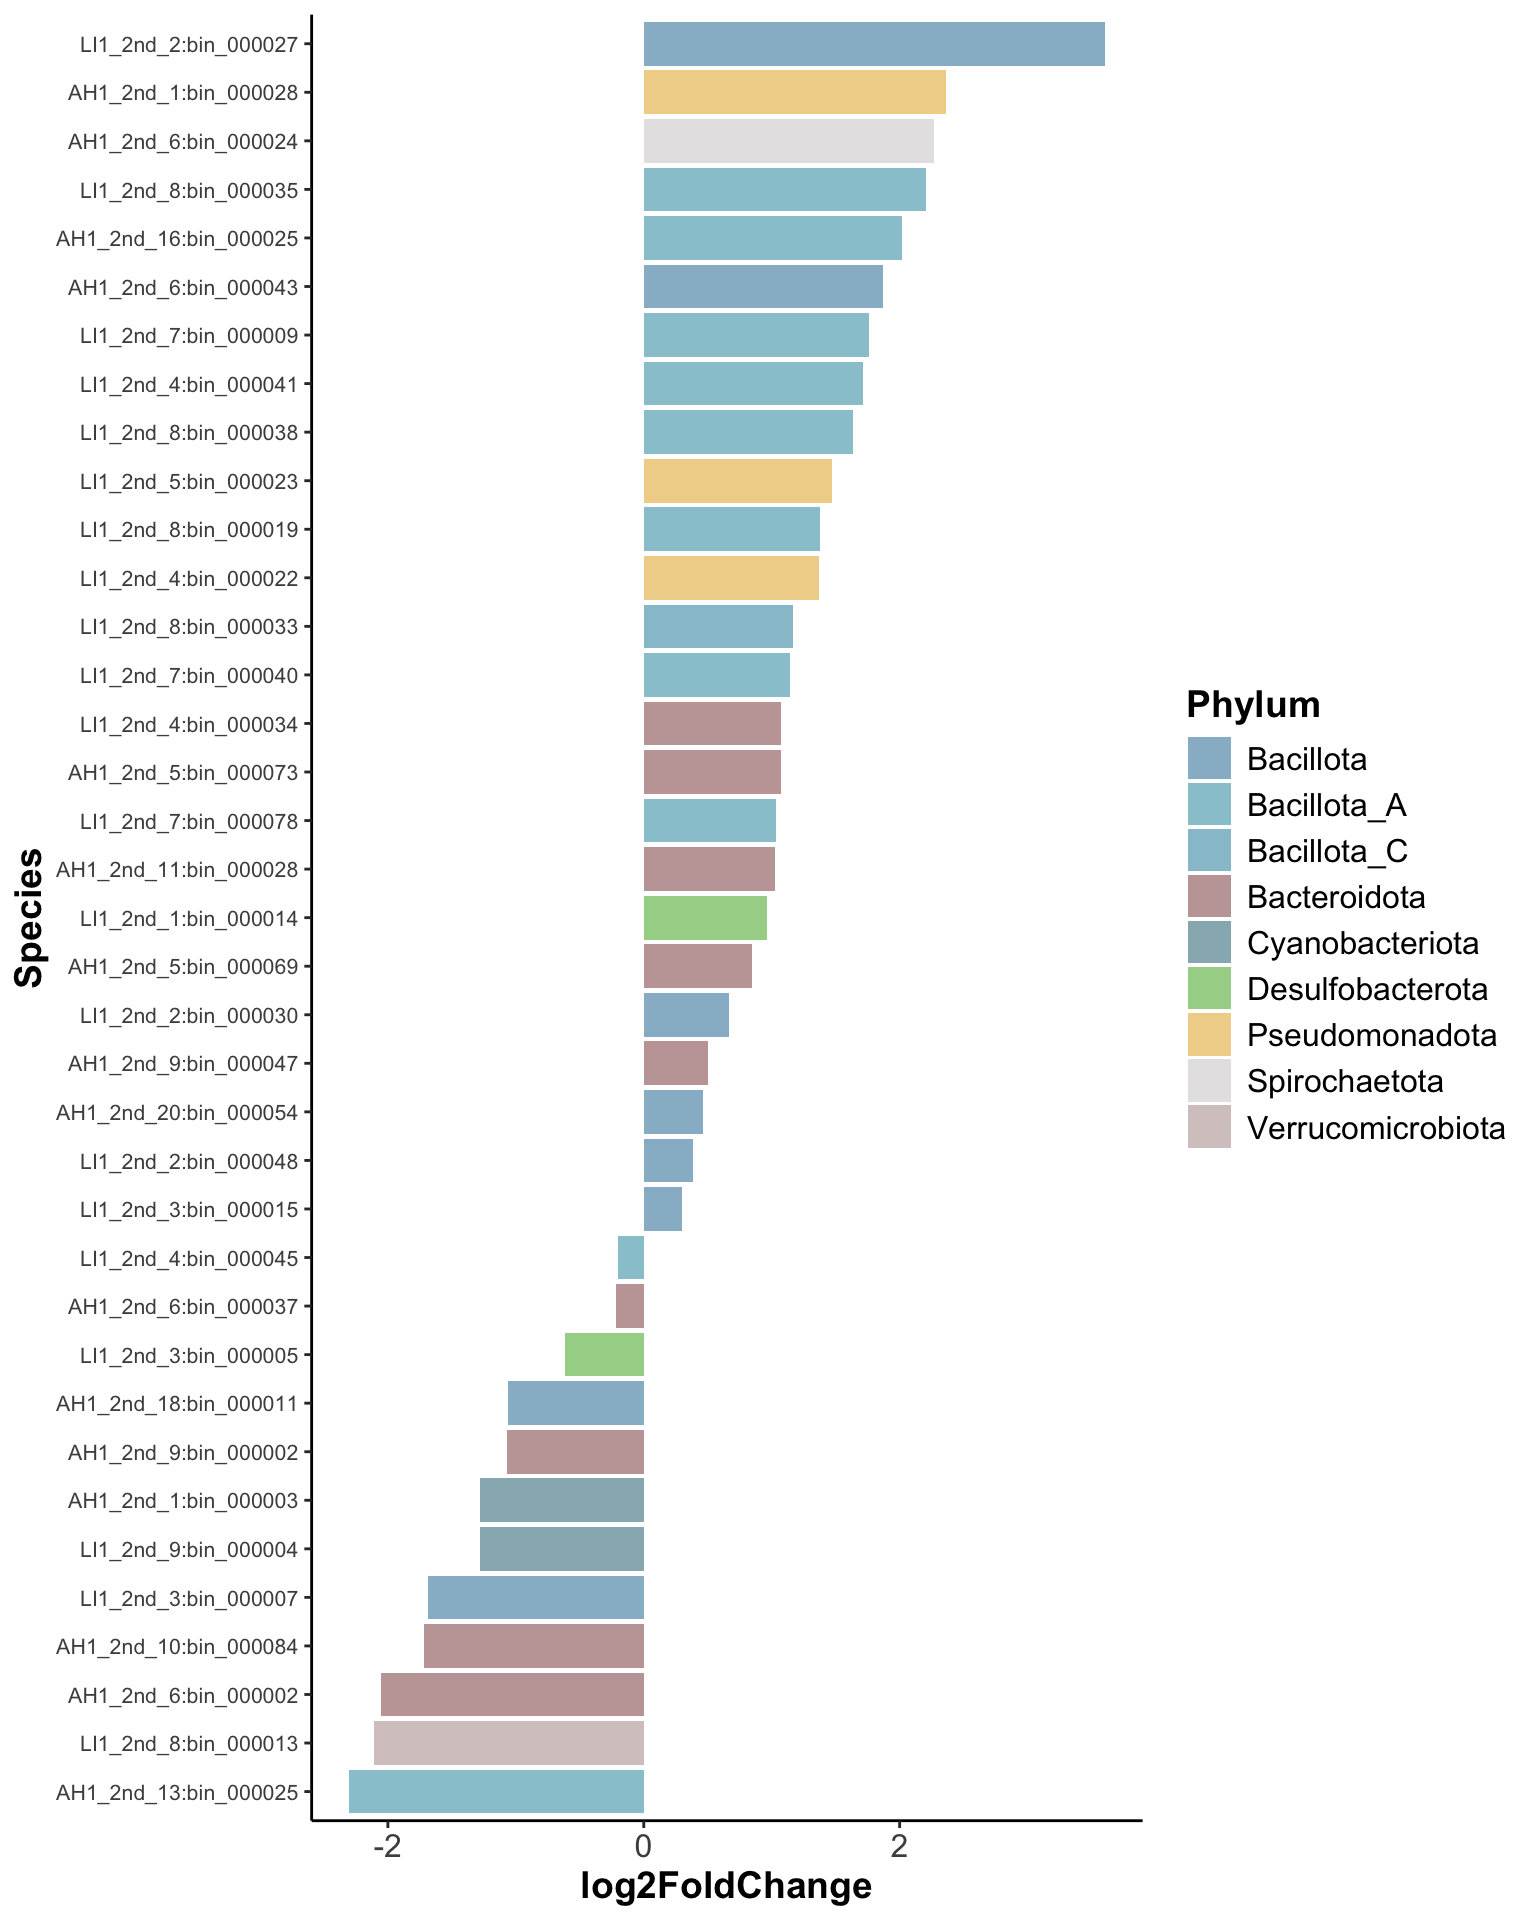 LI1_2nd_2:bin_000027
AH1_2nd_1:bin_000028
AH1_2nd_6:bin_000024
LI1_2nd_8:bin_000035
AH1_2nd_16:bin_000025
AH1_2nd_6:bin_000043
LI1_2nd_7:bin_000009
LI1_2nd_4:bin_000041
LI1_2nd_8:bin_000038
LI1_2nd_5:bin_000023
LI1_2nd_8:bin_000019
LI1_2nd_4:bin_000022
LI1_2nd_8:bin_000033
LI1_2nd_7:bin_000040
LI1_2nd_4:bin_000034
AH1_2nd_5:bin_000073
LI1_2nd_7:bin_000078
AH1_2nd_11:bin_000028
LI1_2nd_1:bin_000014
AH1_2nd_5:bin_000069
LI1_2nd_2:bin_000030
AH1_2nd_9:bin_000047
AH1_2nd_20:bin_000054
LI1_2nd_2:bin_000048
LI1_2nd_3:bin_000015
LI1_2nd_4:bin_000045
AH1_2nd_6:bin_000037
LI1_2nd_3:bin_000005
AH1_2nd_18:bin_000011
AH1_2nd_9:bin_000002
AH1_2nd_1:bin_000003
LI1_2nd_9:bin_000004
LI1_2nd_3:bin_000007
AH1_2nd_10:bin_000084
AH1_2nd_6:bin_000002
LI1_2nd_8:bin_000013
AH1_2nd_13:bin_000025
Species
-2 0 2
log2FoldChange
Phylum
Bacillota
Bacillota_A
Bacillota_C
Bacteroidota
Cyanobacteriota
Desulfobacterota
Pseudomonadota
Spirochaetota
Verrucomicrobiota